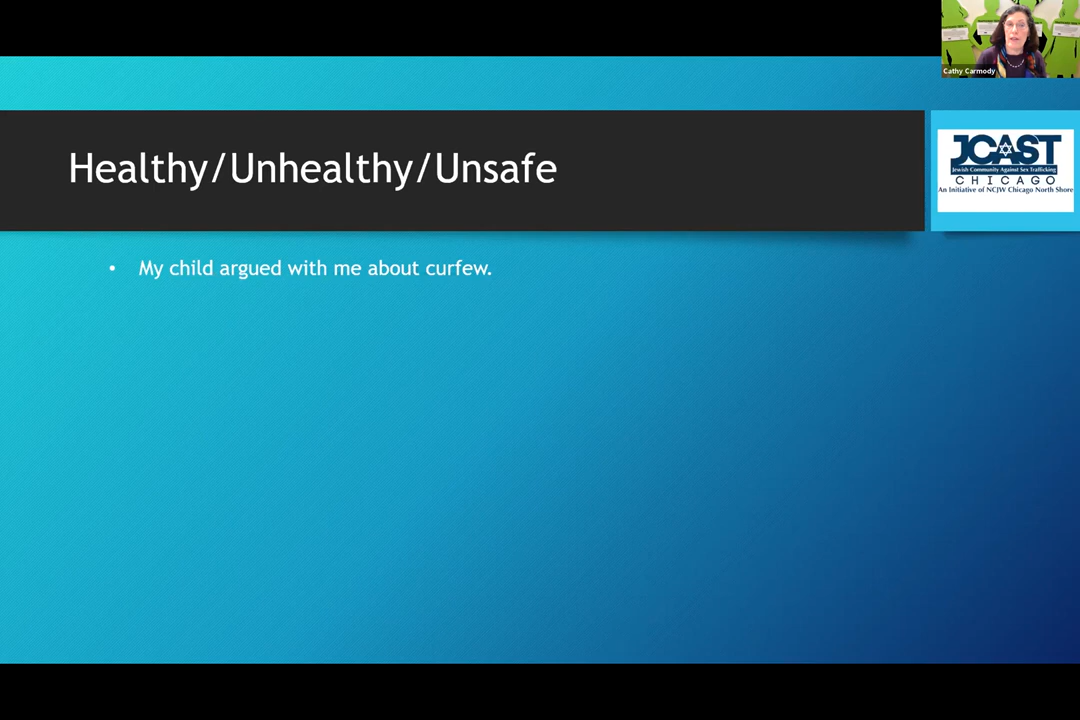 Cathy Carmody
Healthy/Unhealthy/Unsafe
JCAST
Jewish Community Against Sex Trafficking
CHICAGO
An Initiative of NCJW Chicago North Shore
• My child argued with me about curfew.